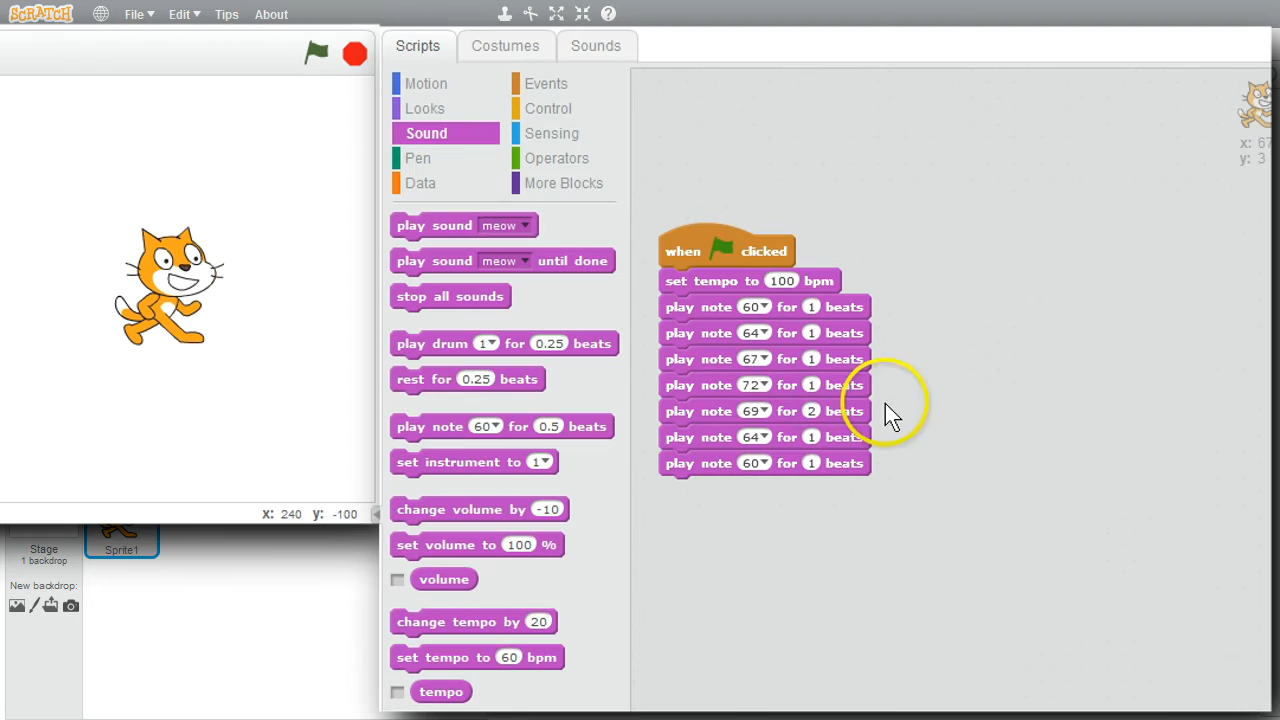 SCRATCH File Edit Tips About
Scripts Costumes Sounds
Motion Events
Looks Control
Sound Sensing
Pen Operators
Data More Blocks
play sound meow
play sound meow until done
stop all sounds
play drum 1 for 0.25 beats
rest for 0.25 beats
play note 60 for 0.5 beats
set instrument to 1
change volume by -10
set volume to 100 %
volume
change tempo by 20
set tempo to 60 bpm
tempo
when clicked
set tempo to 100 bpm
play note 60 for 1 beats
play note 64 for 1 beats
play note 67 for 1 beats
play note 72 for 1 beats
play note 69 for 2 beats
play note 64 for 1 beats
play note 60 for 1 beats
x: 67
y: 3
x: 240 y: -100
Stage
1 backdrop
New backdrop:
Sprite1